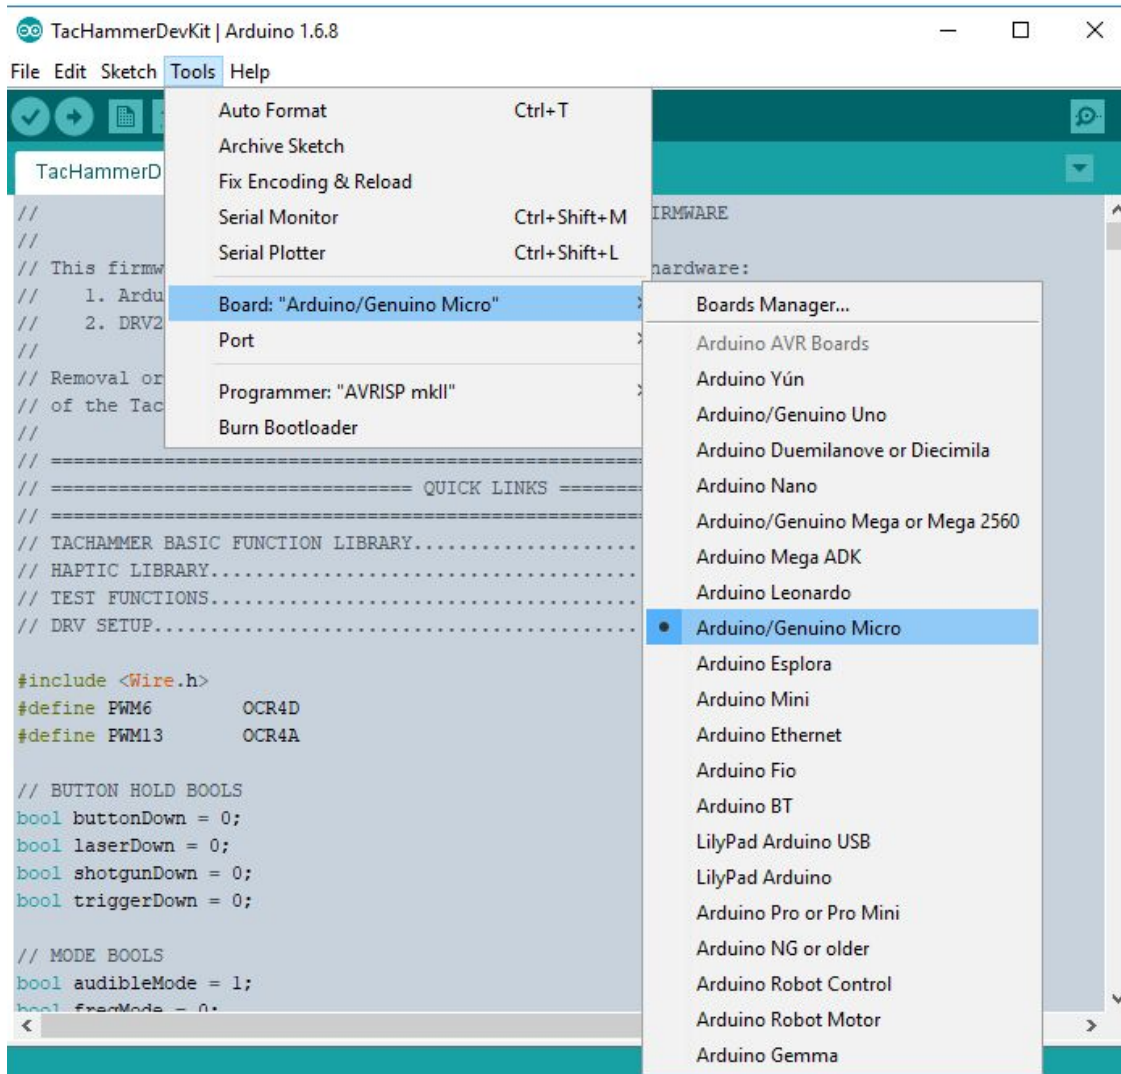 TacHammerDevKit | Arduino 1.6.8
File Edit Sketch Tools Help
TacHammerD
Auto Format Ctrl+T
Archive Sketch
Fix Encoding & Reload
Serial Monitor Ctrl+Shift+M
Serial Plotter Ctrl+Shift+L
Board: "Arduino/Genuino Micro"
Port
Programmer: "AVRISP mkII"
Burn Bootloader
Boards Manager...
Arduino AVR Boards
Arduino Yún
Arduino/Genuino Uno
Arduino Duemilanove or Diecimila
Arduino Nano
Arduino/Genuino Mega or Mega 2560
Arduino Mega ADK
Arduino Leonardo
Arduino/Genuino Micro
Arduino Esplora
Arduino Mini
Arduino Ethernet
Arduino Fio
Arduino BT
LilyPad Arduino USB
LilyPad Arduino
Arduino Pro or Pro Mini
Arduino NG or older
Arduino Robot Control
Arduino Robot Motor
Arduino Gemma
// IRMWARE
//
// This firmw hardware:
// 1. Ardu
// 2. DRV2
//
// Removal or
// of the Tac
//
// =======================================================
// ================================ QUICK LINKS ========
// =======================================================
// TACHAMMER BASIC FUNCTION LIBRARY....................
// HAPTIC LIBRARY......................................
// TEST FUNCTIONS......................................
// DRV SETUP...........................................
#include <Wire.h>
#define PWM6 OCR4D
#define PWM13 OCR4A
// BUTTON HOLD BOOLS
bool buttonDown = 0;
bool laserDown = 0;
bool shotgunDown = 0;
bool triggerDown = 0;
// MODE BOOLS
bool audibleMode = 1;
bool freqMode = 0;